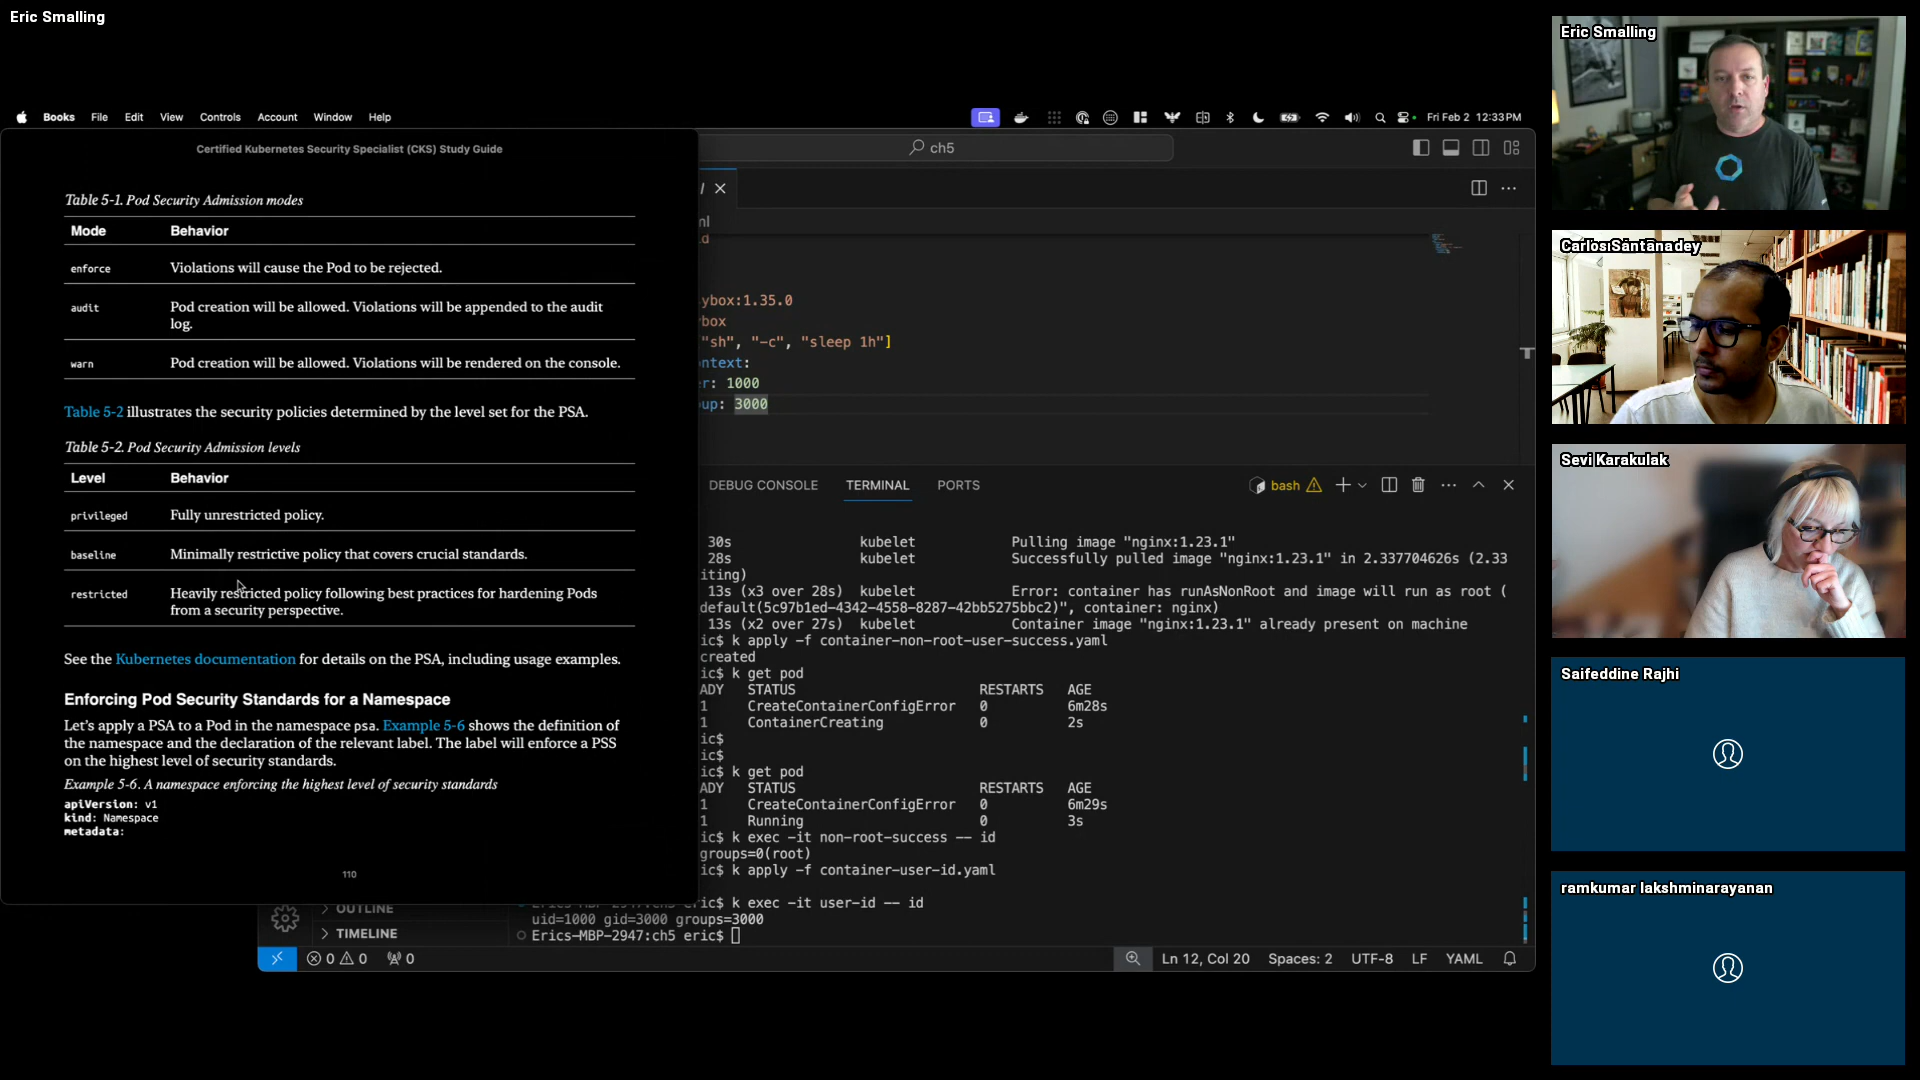 Eric Smalling
Books File Edit View Controls Account Window Help
Fri Feb 2 12:33 PM
Certified Kubernetes Security Specialist (CKS) Study Guide
Table 5-1. Pod Security Admission modes
Mode Behavior
enforce Violations will cause the Pod to be rejected.
audit Pod creation will be allowed. Violations will be appended to the audit
log.
warn Pod creation will be allowed. Violations will be rendered on the console.
Table 5-2 illustrates the security policies determined by the level set for the PSA.
Table 5-2. Pod Security Admission levels
Level Behavior
privileged Fully unrestricted policy.
baseline Minimally restrictive policy that covers crucial standards.
restricted Heavily restricted policy following best practices for hardening Pods
from a security perspective.
See the Kubernetes documentation for details on the PSA, including usage examples.
Enforcing Pod Security Standards for a Namespace
Let's apply a PSA to a Pod in the namespace psa. Example 5-6 shows the definition of
the namespace and the declaration of the relevant label. The label will enforce a PSS
on the highest level of security standards.
Example 5-6. A namespace enforcing the highest level of security standards
apiVersion: v1
kind: Namespace
metadata:
110
ch5
ml
d
ybox:1.35.0
box
"sh", "-c", "sleep 1h"]
ntext:
r: 1000
up: 3000
DEBUG CONSOLE TERMINAL PORTS
bash
30s kubelet Pulling image "nginx:1.23.1"
28s kubelet Successfully pulled image "nginx:1.23.1" in 2.337704626s (2.33
iting)
13s (x3 over 28s) kubelet Error: container has runAsNonRoot and image will run as root (
default(5c97b1ed-4342-4558-8287-42bb5275bbc2)", container: nginx)
13s (x2 over 27s) kubelet Container image "nginx:1.23.1" already present on machine
ic$ k apply -f container-non-root-user-success.yaml
created
ic$ k get pod
ADY STATUS RESTARTS AGE
1 CreateContainerConfigError 0 6m28s
1 ContainerCreating 0 2s
ic$
ic$
ic$ k get pod
ADY STATUS RESTARTS AGE
1 CreateContainerConfigError 0 6m29s
1 Running 0 3s
ic$ k exec -it non-root-success -- id
groups=0(root)
ic$ k apply -f container-user-id.yaml
ic$ k exec -it user-id -- id
uid=1000 gid=3000 groups=3000
Erics-MBP-2947:ch5 eric$
OUTLINE
TIMELINE
0 0 0
Ln 12, Col 20 Spaces: 2 UTF-8 LF YAML
Eric Smalling
Sevi Karakulak
Saifeddine Rajhi
ramkumar lakshminarayanan